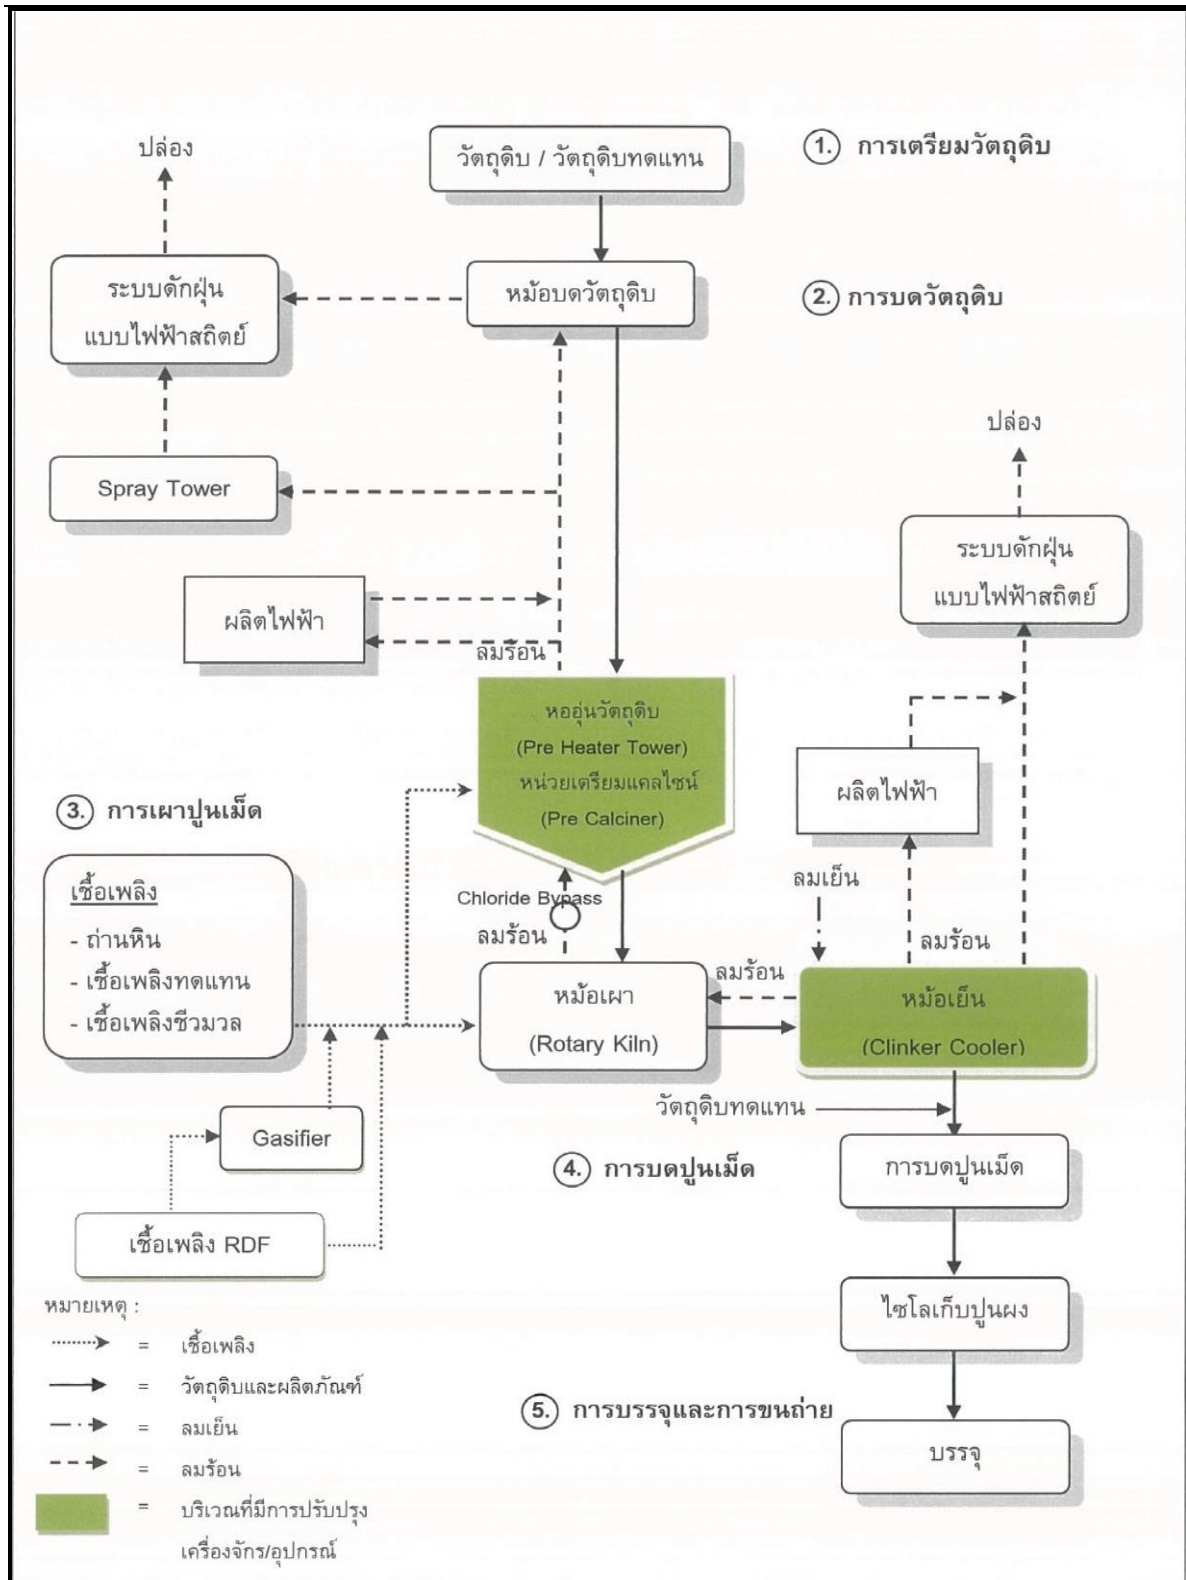 วัตถุดิบ / วัตถุดิบทดแทน
1. การเตรียมวัตถุดิบ
ปล่อง
ระบบดักฝุ่น
แบบไฟฟ้าสถิตย์
หม้อบดวัตถุดิบ
2. การบดวัตถุดิบ
ปล่อง
Spray Tower
ระบบดักฝุ่น
แบบไฟฟ้าสถิตย์
ผลิตไฟฟ้า
ลมร้อน
หออุ่นวัตถุดิบ
(Pre Heater Tower)
หน่วยเตรียมแคลไซน์
(Pre Calciner)
ผลิตไฟฟ้า
3. การเผาปูนเม็ด
เชื้อเพลิง
- ถ่านหิน
- เชื้อเพลิงทดแทน
- เชื้อเพลิงชีวมวล
Chloride Bypass
ลมร้อน
ลมเย็น
ลมร้อน
ลมร้อน
หม้อเผา
(Rotary Kiln)
หม้อเย็น
(Clinker Cooler)
วัตถุดิบทดแทน
Gasifier
4. การบดปูนเม็ด
การบดปูนเม็ด
เชื้อเพลิง RDF
ไซโลเก็บปูนผง
5. การบรรจุและการขนถ่าย
บรรจุ
หมายเหตุ :
= เชื้อเพลิง
= วัตถุดิบและผลิตภัณฑ์
= ลมเย็น
= ลมร้อน
= บริเวณที่มีการปรับปรุง
เครื่องจักร/อุปกรณ์